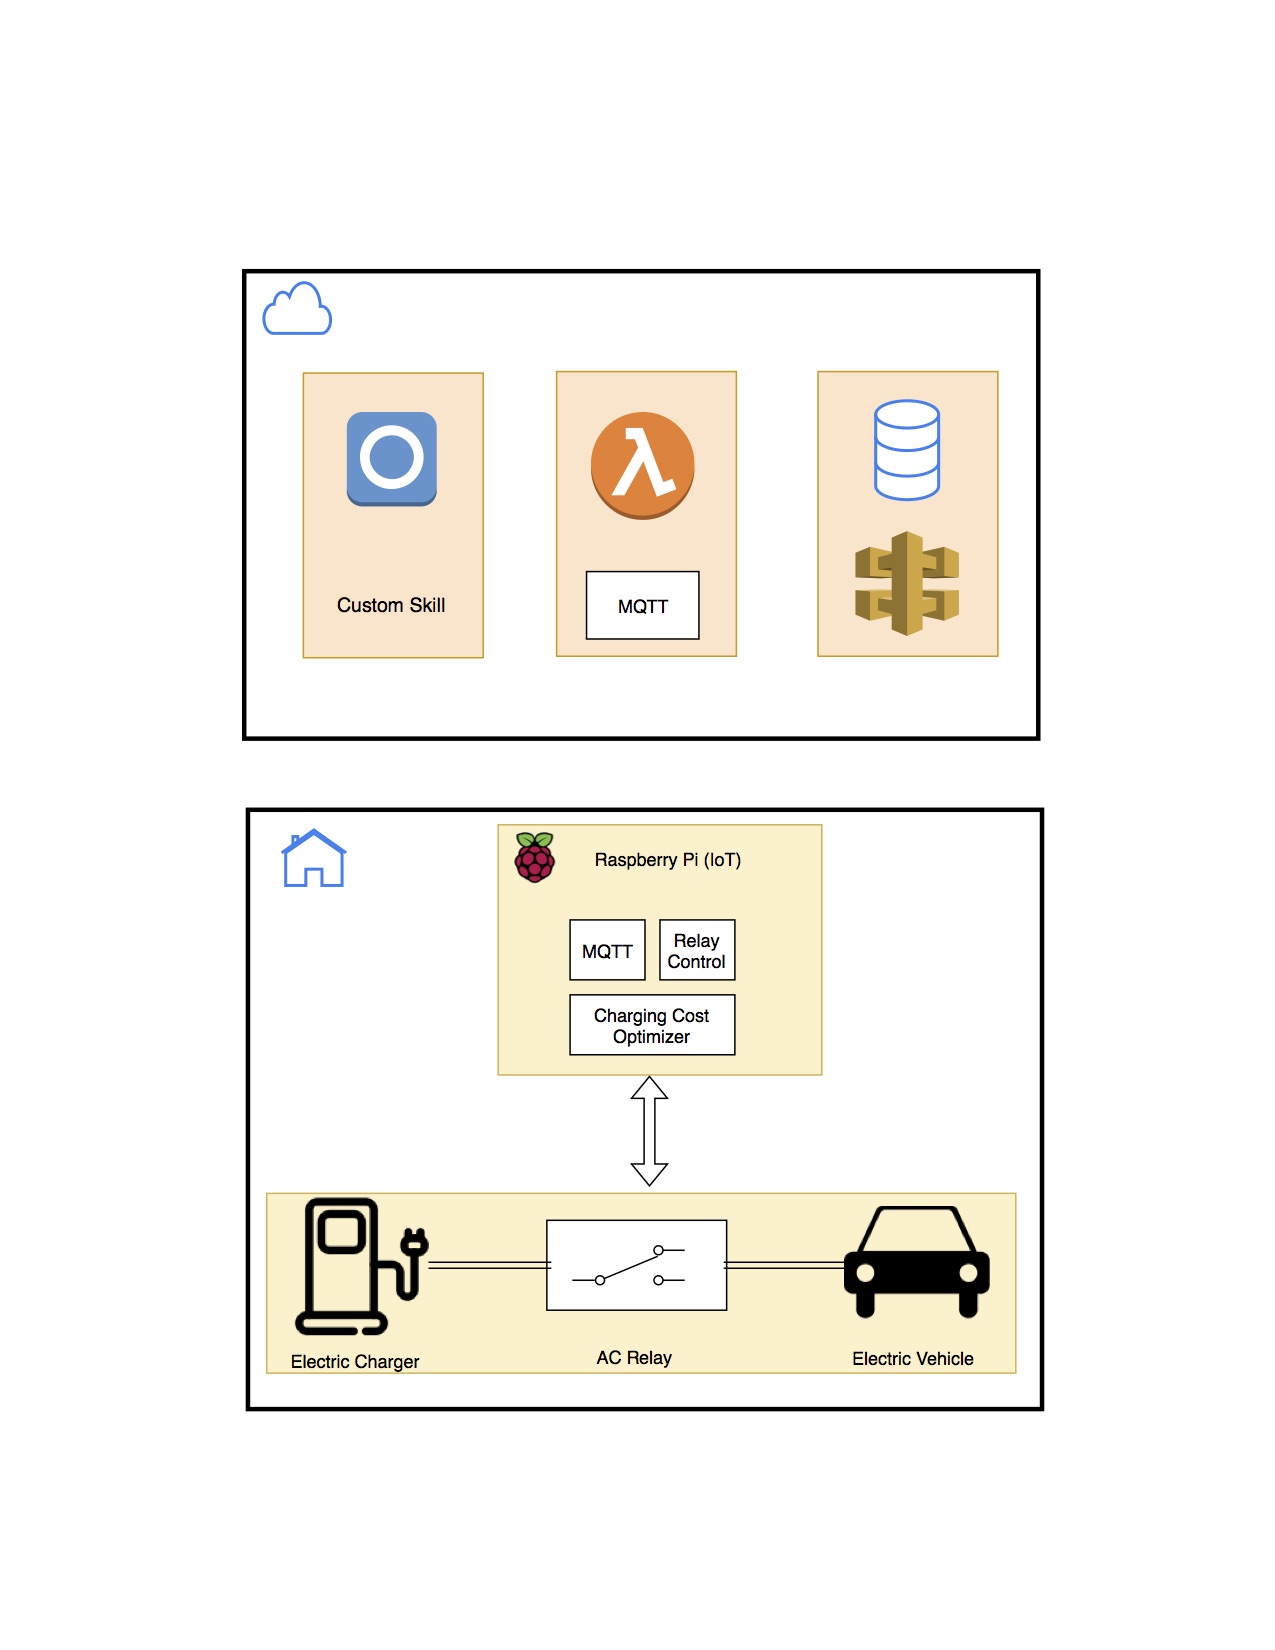 Custom Skill
MQTT
Raspberry Pi (IoT)
MQTT
Relay
Control
Charging Cost
Optimizer
Electric Charger
AC Relay
Electric Vehicle